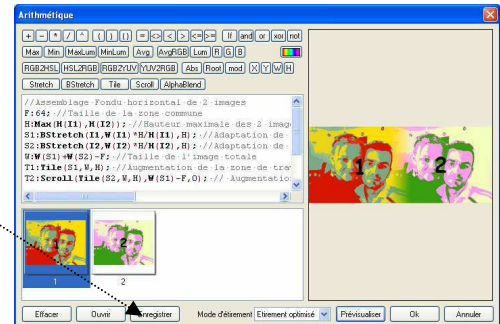 Arithmétique
+ - * / ^ ( ) { } = <> < > <= >= If and or xor not
Max Min MaxLum MinLum Avg AvgRGB Lum R G B
RGB2HSL HSL2RGB RGB2YUV YUV2RGB Abs Root mod X Y W H
Stretch BStretch Tile Scroll AlphaBlend
//Assemblage Fondu horizontal de 2 images
F:64; //Taille de la zone commune
H:Max(H(I1),H(I2)); //Hauteur maximale des 2 imag
S1:BStretch(I1,W(I1)*H/H(I1),H); //Adaptation de
S2:BStretch(I2,W(I2)*H/H(I2),H); //Adaptation de
W:W(S1)+W(S2)-F; //Taille de l'image totale
T1:Tile(S1,W,H); //Augmentation de la zone de tra
T2:Scroll(Tile(S2,W,H),W(S1)-F,0); // Augmentatio
1 2
1 2
1 2
Effacer Ouvrir Enregistrer Mode d'étirement Etirement optimisé Prévisualiser Ok Annuler